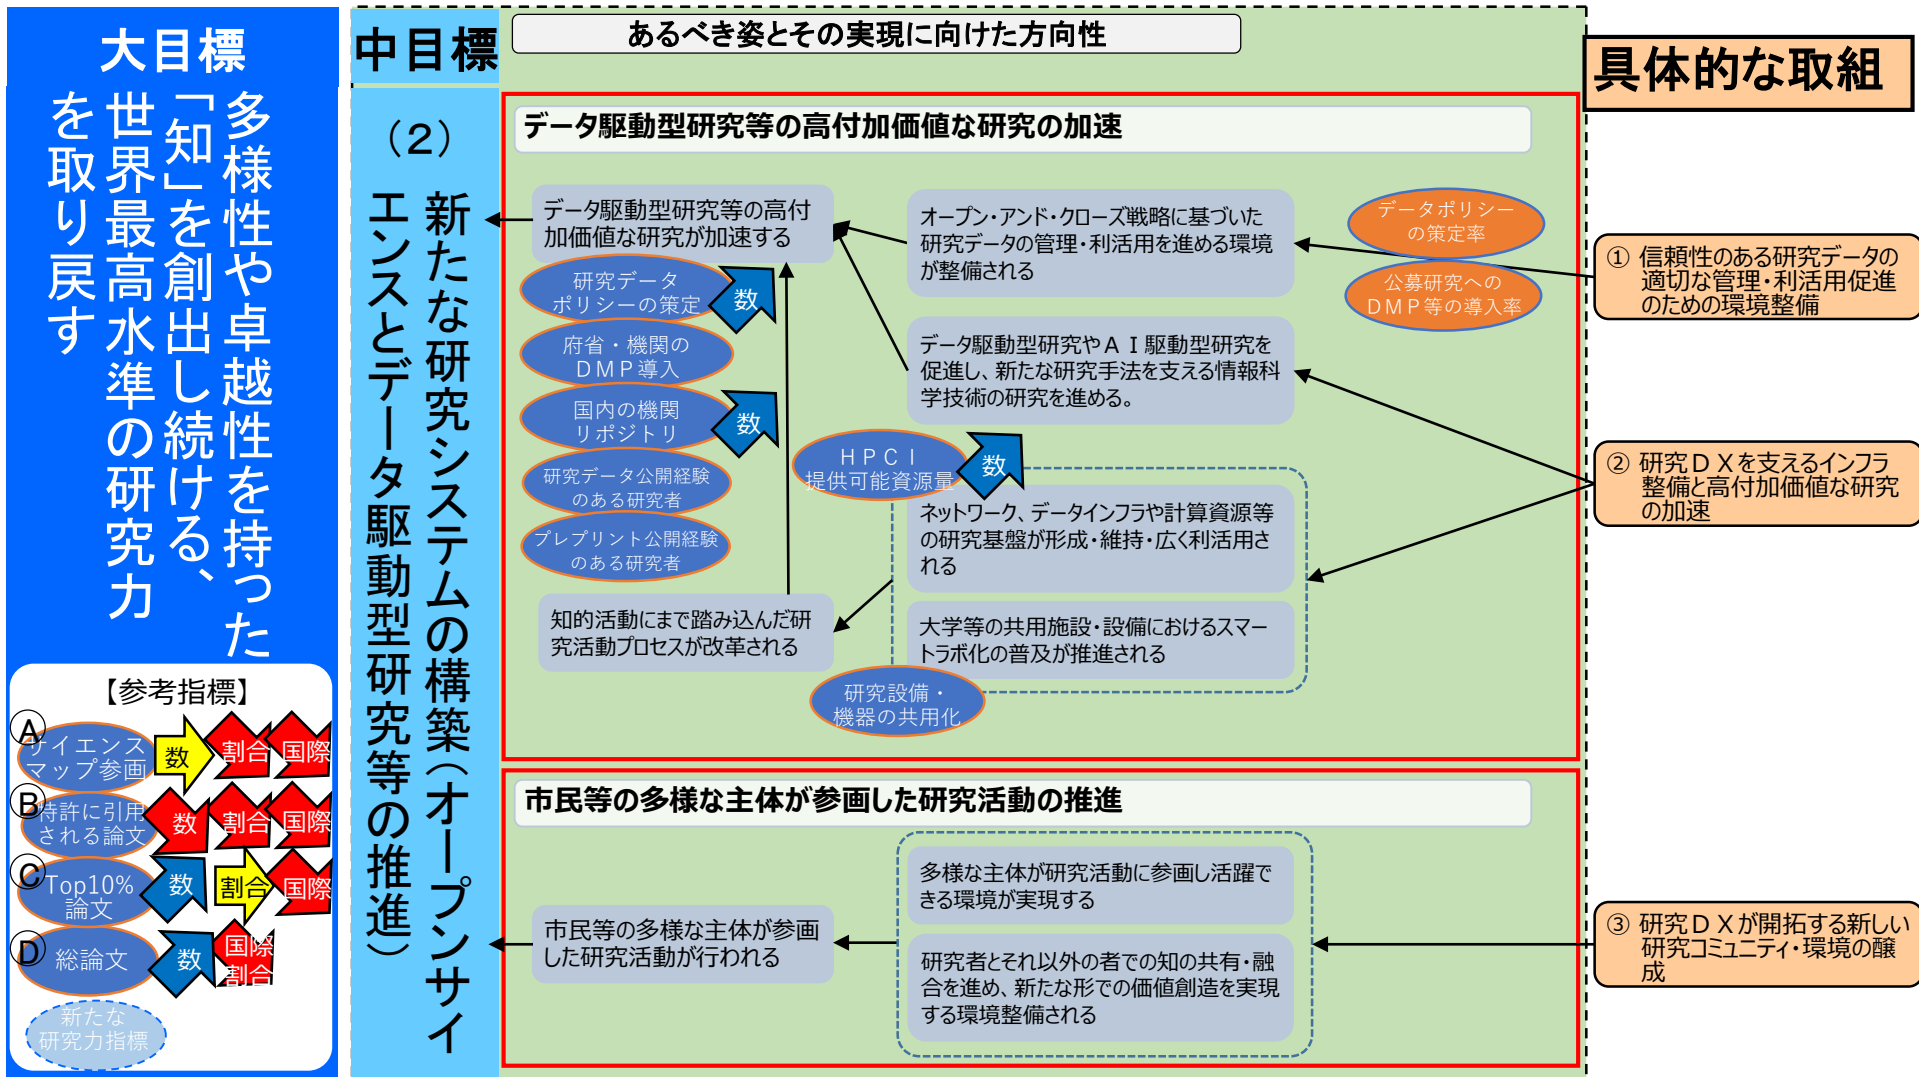 大目標
多様性や卓越性を持った
「知」を創出し続ける、
世界最高水準の研究力
を取り戻す
【参考指標】
Ⓐ
サイエンス
マップ参画
数
割合
国際
Ⓑ
特許に引用
される論文
数
割合
国際
Ⓒ
Top10%
論文
数
割合
国際
Ⓓ
総論文
数
国際
割合
新たな
研究力指標
中目標
（２）
新たな研究システムの構築（オープンサイ
エンスとデータ駆動型研究等の推進）
あるべき姿とその実現に向けた方向性
データ駆動型研究等の高付加価値な研究の加速
データ駆動型研究等の高付
加価値な研究が加速する
研究データ
ポリシーの策定
数
府省・機関の
ＤＭＰ導入
国内の機関
リポジトリ
数
研究データ公開経験
のある研究者
プレプリント公開経験
のある研究者
知的活動にまで踏み込んだ研
究活動プロセスが改革される
オープン・アンド・クローズ戦略に基づいた
研究データの管理・利活用を進める環境
が整備される
データポリシー
の策定率
公募研究への
ＤＭＰ等の導入率
データ駆動型研究やＡＩ駆動型研究を
促進し、新たな研究手法を支える情報科
学技術の研究を進める。
ＨＰＣＩ
提供可能資源量
数
ネットワーク、データインフラや計算資源等
の研究基盤が形成・維持・広く利活用さ
れる
大学等の共用施設・設備におけるスマー
トラボ化の普及が推進される
研究設備・
機器の共用化
市民等の多様な主体が参画した研究活動の推進
市民等の多様な主体が参画
した研究活動が行われる
多様な主体が研究活動に参画し活躍で
きる環境が実現する
研究者とそれ以外の者での知の共有・融
合を進め、新たな形での価値創造を実現
する環境整備される
具体的な取組
① 信頼性のある研究データの
適切な管理・利活用促進
のための環境整備
② 研究ＤＸを支えるインフラ
整備と高付加価値な研究
の加速
③ 研究ＤＸが開拓する新しい
研究コミュニティ・環境の醸
成